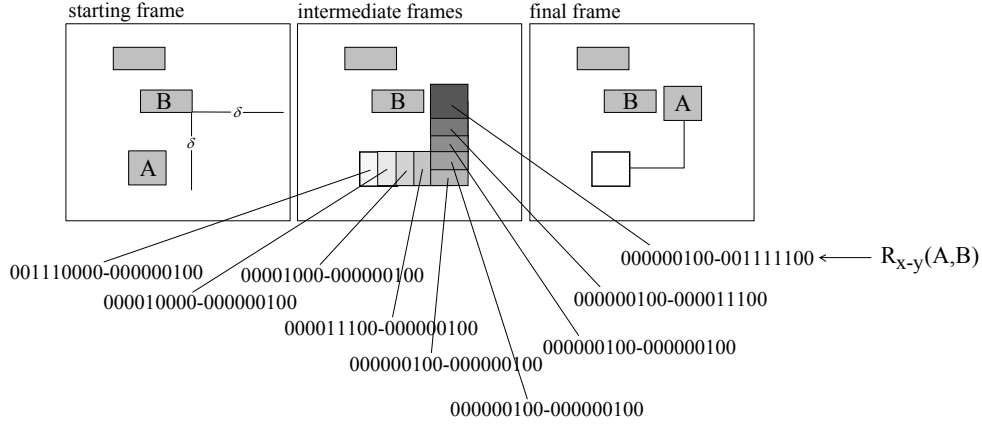 starting frame
intermediate frames
final frame
B
δ
δ
A
B
B
A
001110000-000000100
000010000-000000100
00001000-000000100
000011100-000000100
000000100-000000100
000000100-000000100
000000100-000000100
000000100-000011100
000000100-001111100
R_{x-y}(A,B)